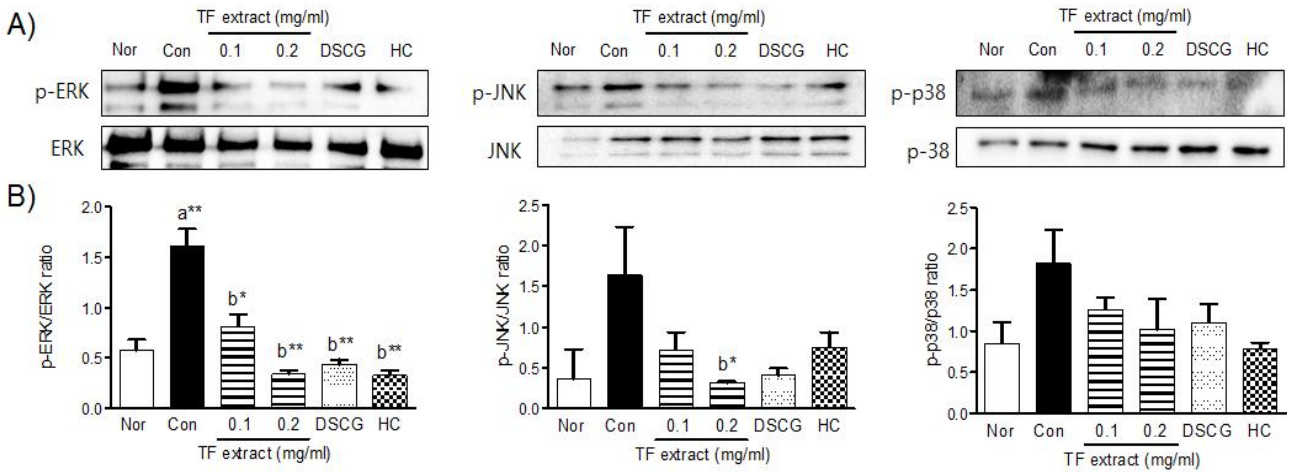 A)
TF extract (mg/ml)
Nor Con 0.1 0.2 DSCG HC
p-ERK
ERK
TF extract (mg/ml)
Nor Con 0.1 0.2 DSCG HC
p-JNK
JNK
TF extract (mg/ml)
Nor Con 0.1 0.2 DSCG HC
p-p38
p-38
B)
p-ERK/ERK ratio
2.0
1.5
1.0
0.5
0.0
a**
b*
b**
b**
b**
Nor Con 0.1 0.2 DSCG HC
TF extract (mg/ml)
p-JNK/JNK ratio
2.5
2.0
1.5
1.0
0.5
0.0
b*
Nor Con 0.1 0.2 DSCG HC
TF extract (mg/ml)
p-p38/p38 ratio
2.5
2.0
1.5
1.0
0.5
0.0
Nor Con 0.1 0.2 DSCG HC
TF extract (mg/ml)